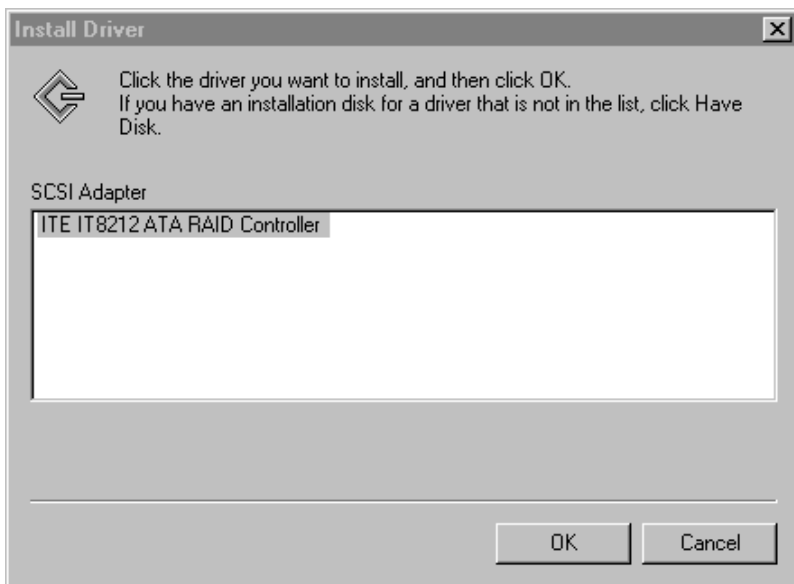 Install Driver
Click the driver you want to install, and then click OK.
If you have an installation disk for a driver that is not in the list, click Have
Disk.
SCSI Adapter
ITE IT8212 ATA RAID Controller
OK
Cancel